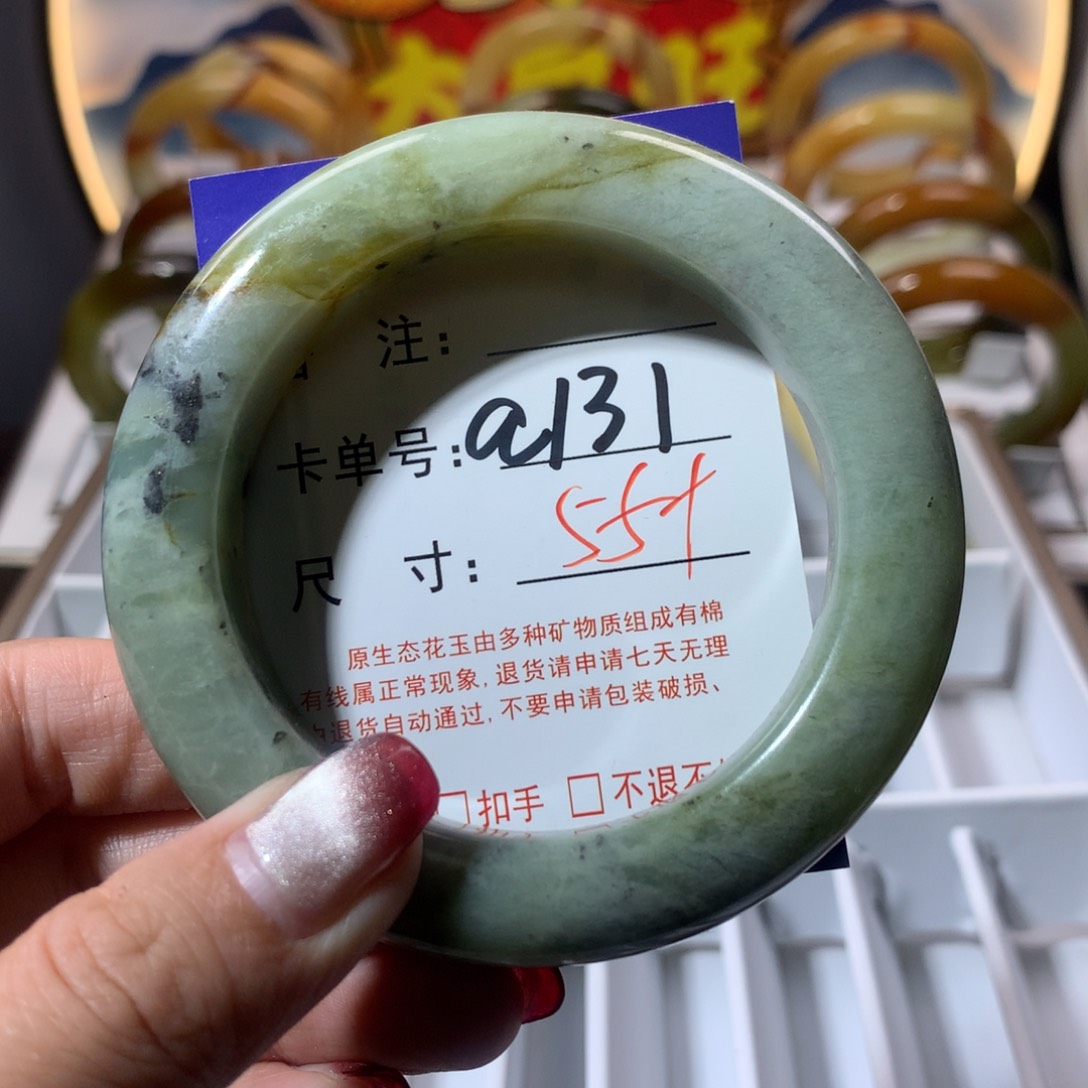 大 旺
注：
卡单号：a131
尺 寸：55+
原生态花玉由多种矿物质组成有棉
有线属正常现象，退货请申请七天无理
退货自动通过，不要申请包装破损、
□扣手 □不退不